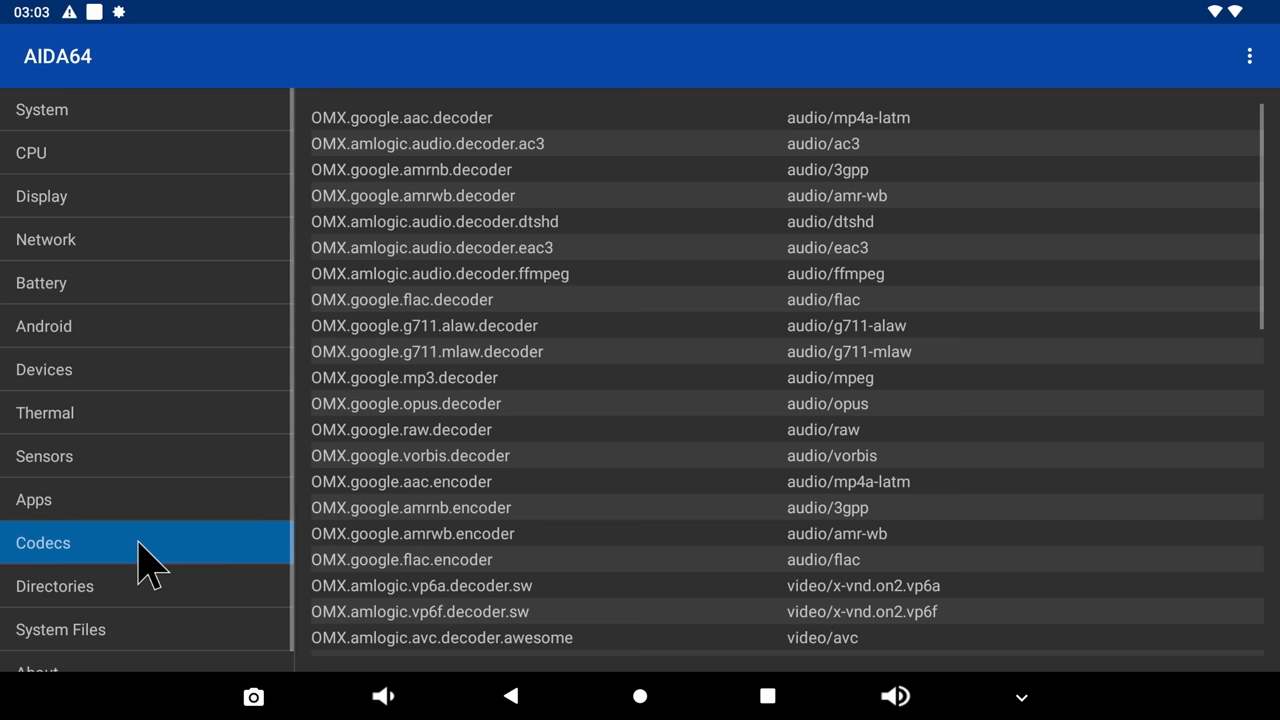 03:03
AIDA64
System
CPU
Display
Network
Battery
Android
Devices
Thermal
Sensors
Apps
Codecs
Directories
System Files
About
OMX.google.aac.decoder audio/mp4a-latm
OMX.amlogic.audio.decoder.ac3 audio/ac3
OMX.google.amrnb.decoder audio/3gpp
OMX.google.amrwb.decoder audio/amr-wb
OMX.amlogic.audio.decoder.dtshd audio/dtshd
OMX.amlogic.audio.decoder.eac3 audio/eac3
OMX.amlogic.audio.decoder.ffmpeg audio/ffmpeg
OMX.google.flac.decoder audio/flac
OMX.google.g711.alaw.decoder audio/g711-alaw
OMX.google.g711.mlaw.decoder audio/g711-mlaw
OMX.google.mp3.decoder audio/mpeg
OMX.google.opus.decoder audio/opus
OMX.google.raw.decoder audio/raw
OMX.google.vorbis.decoder audio/vorbis
OMX.google.aac.encoder audio/mp4a-latm
OMX.google.amrnb.encoder audio/3gpp
OMX.google.amrwb.encoder audio/amr-wb
OMX.google.flac.encoder audio/flac
OMX.amlogic.vp6a.decoder.sw video/x-vnd.on2.vp6a
OMX.amlogic.vp6f.decoder.sw video/x-vnd.on2.vp6f
OMX.amlogic.avc.decoder.awesome video/avc